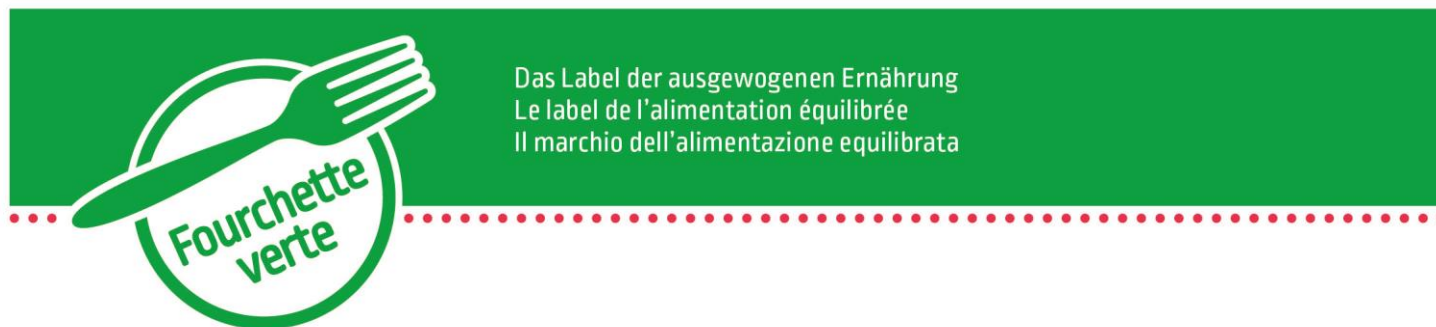 Das Label der ausgewogenen Ernährung
Le label de l'alimentation équilibrée
Il marchio dell'alimentazione equilibrata
Fourchette
verte